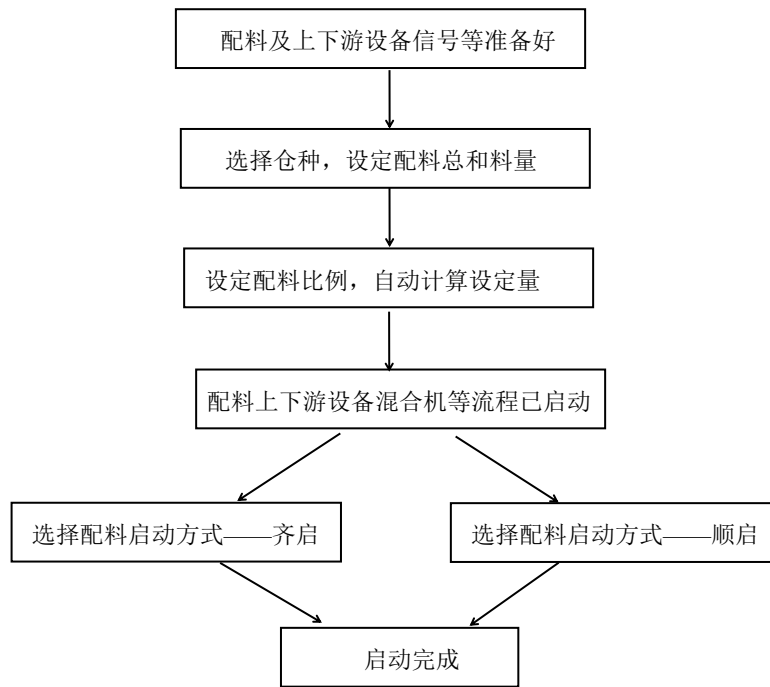 配料及上下游设备信号等准备好
选择仓种，设定配料总和料量
设定配料比例，自动计算设定量
配料上下游设备混合机等流程已启动
选择配料启动方式——齐启
选择配料启动方式——顺启
启动完成